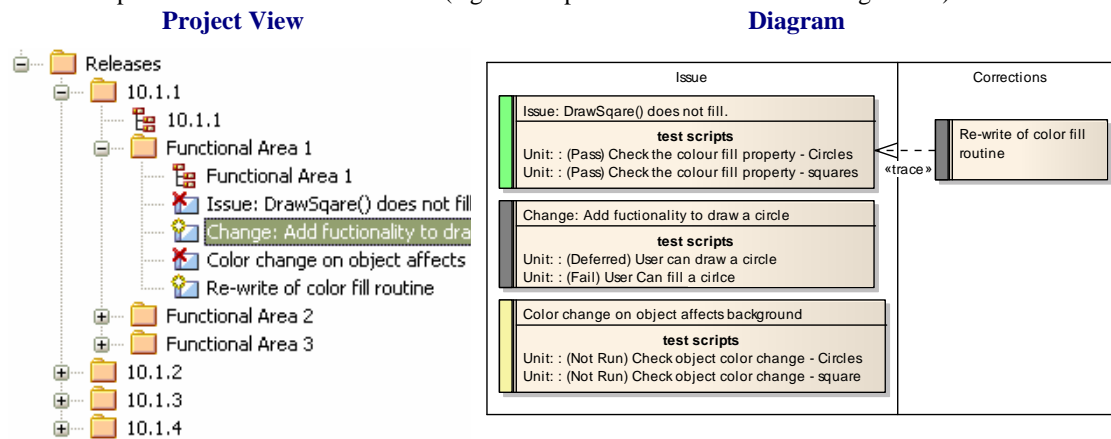 Project View
Diagram
Releases
10.1.1
10.1.1
Functional Area 1
Functional Area 1
Issue: DrawSqare() does not fil
Change: Add fuctionality to dra
Color change on object affects
Re-write of color fill routine
Functional Area 2
Functional Area 3
10.1.2
10.1.3
10.1.4
Issue
Issue: DrawSqare() does not fill.
test scripts
Unit: : (Pass) Check the colour fill property - Circles
Unit: : (Pass) Check the colour fill property - squares
Change: Add fuctionality to draw a circle
test scripts
Unit: : (Deferred) User can draw a circle
Unit: : (Fail) User Can fill a cirlce
Color change on object affects background
test scripts
Unit: : (Not Run) Check object color change - Circles
Unit: : (Not Run) Check object color change - square
Corrections
Re-write of color fill
routine
«trace»